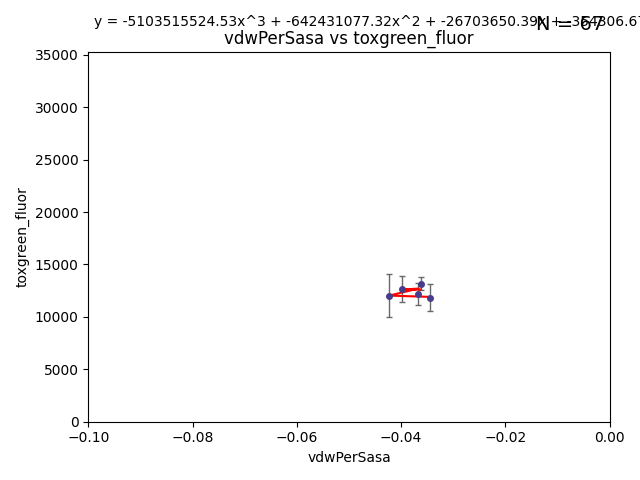 y = -5103515524.53x^3 + -642431077.32x^2 + -26703650.39x + -354306.67
N = 67
vdwPerSasa vs toxgreen_fluor
35000
30000
25000
20000
15000
10000
5000
0
toxgreen_fluor
−0.10
−0.08
−0.06
−0.04
−0.02
0.00
vdwPerSasa